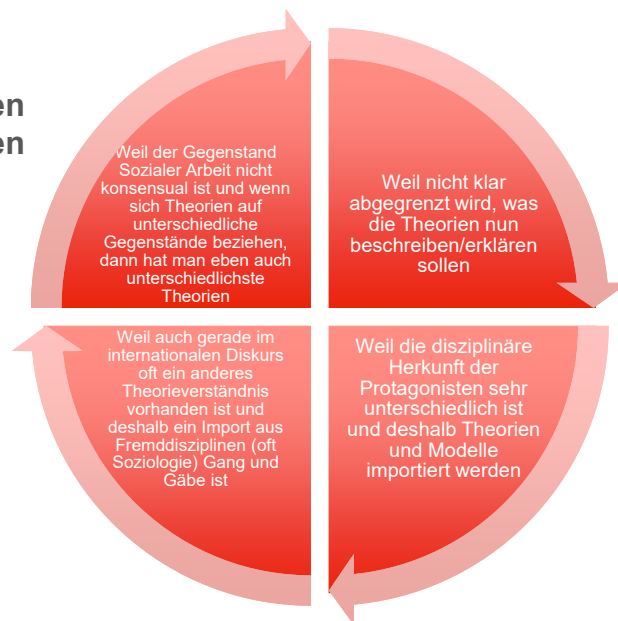 en
en
Weil der Gegenstand
Sozialer Arbeit nicht
konsensual ist und wenn
sich Theorien auf
unterschiedliche
Gegenstände beziehen,
dann hat man eben auch
unterschiedlichste
Theorien
Weil nicht klar
abgegrenzt wird, was
die Theorien nun
beschreiben/erklären
sollen
Weil auch gerade im
internationalen Diskurs
oft ein anderes
Theorieverständnis
vorhanden ist und
deshalb ein Import aus
Fremddisziplinen (oft
Soziologie) Gang und
Gäbe ist
Weil die disziplinäre
Herkunft der
Protagonisten sehr
unterschiedlich ist
und deshalb Theorien
und Modelle
importiert werden